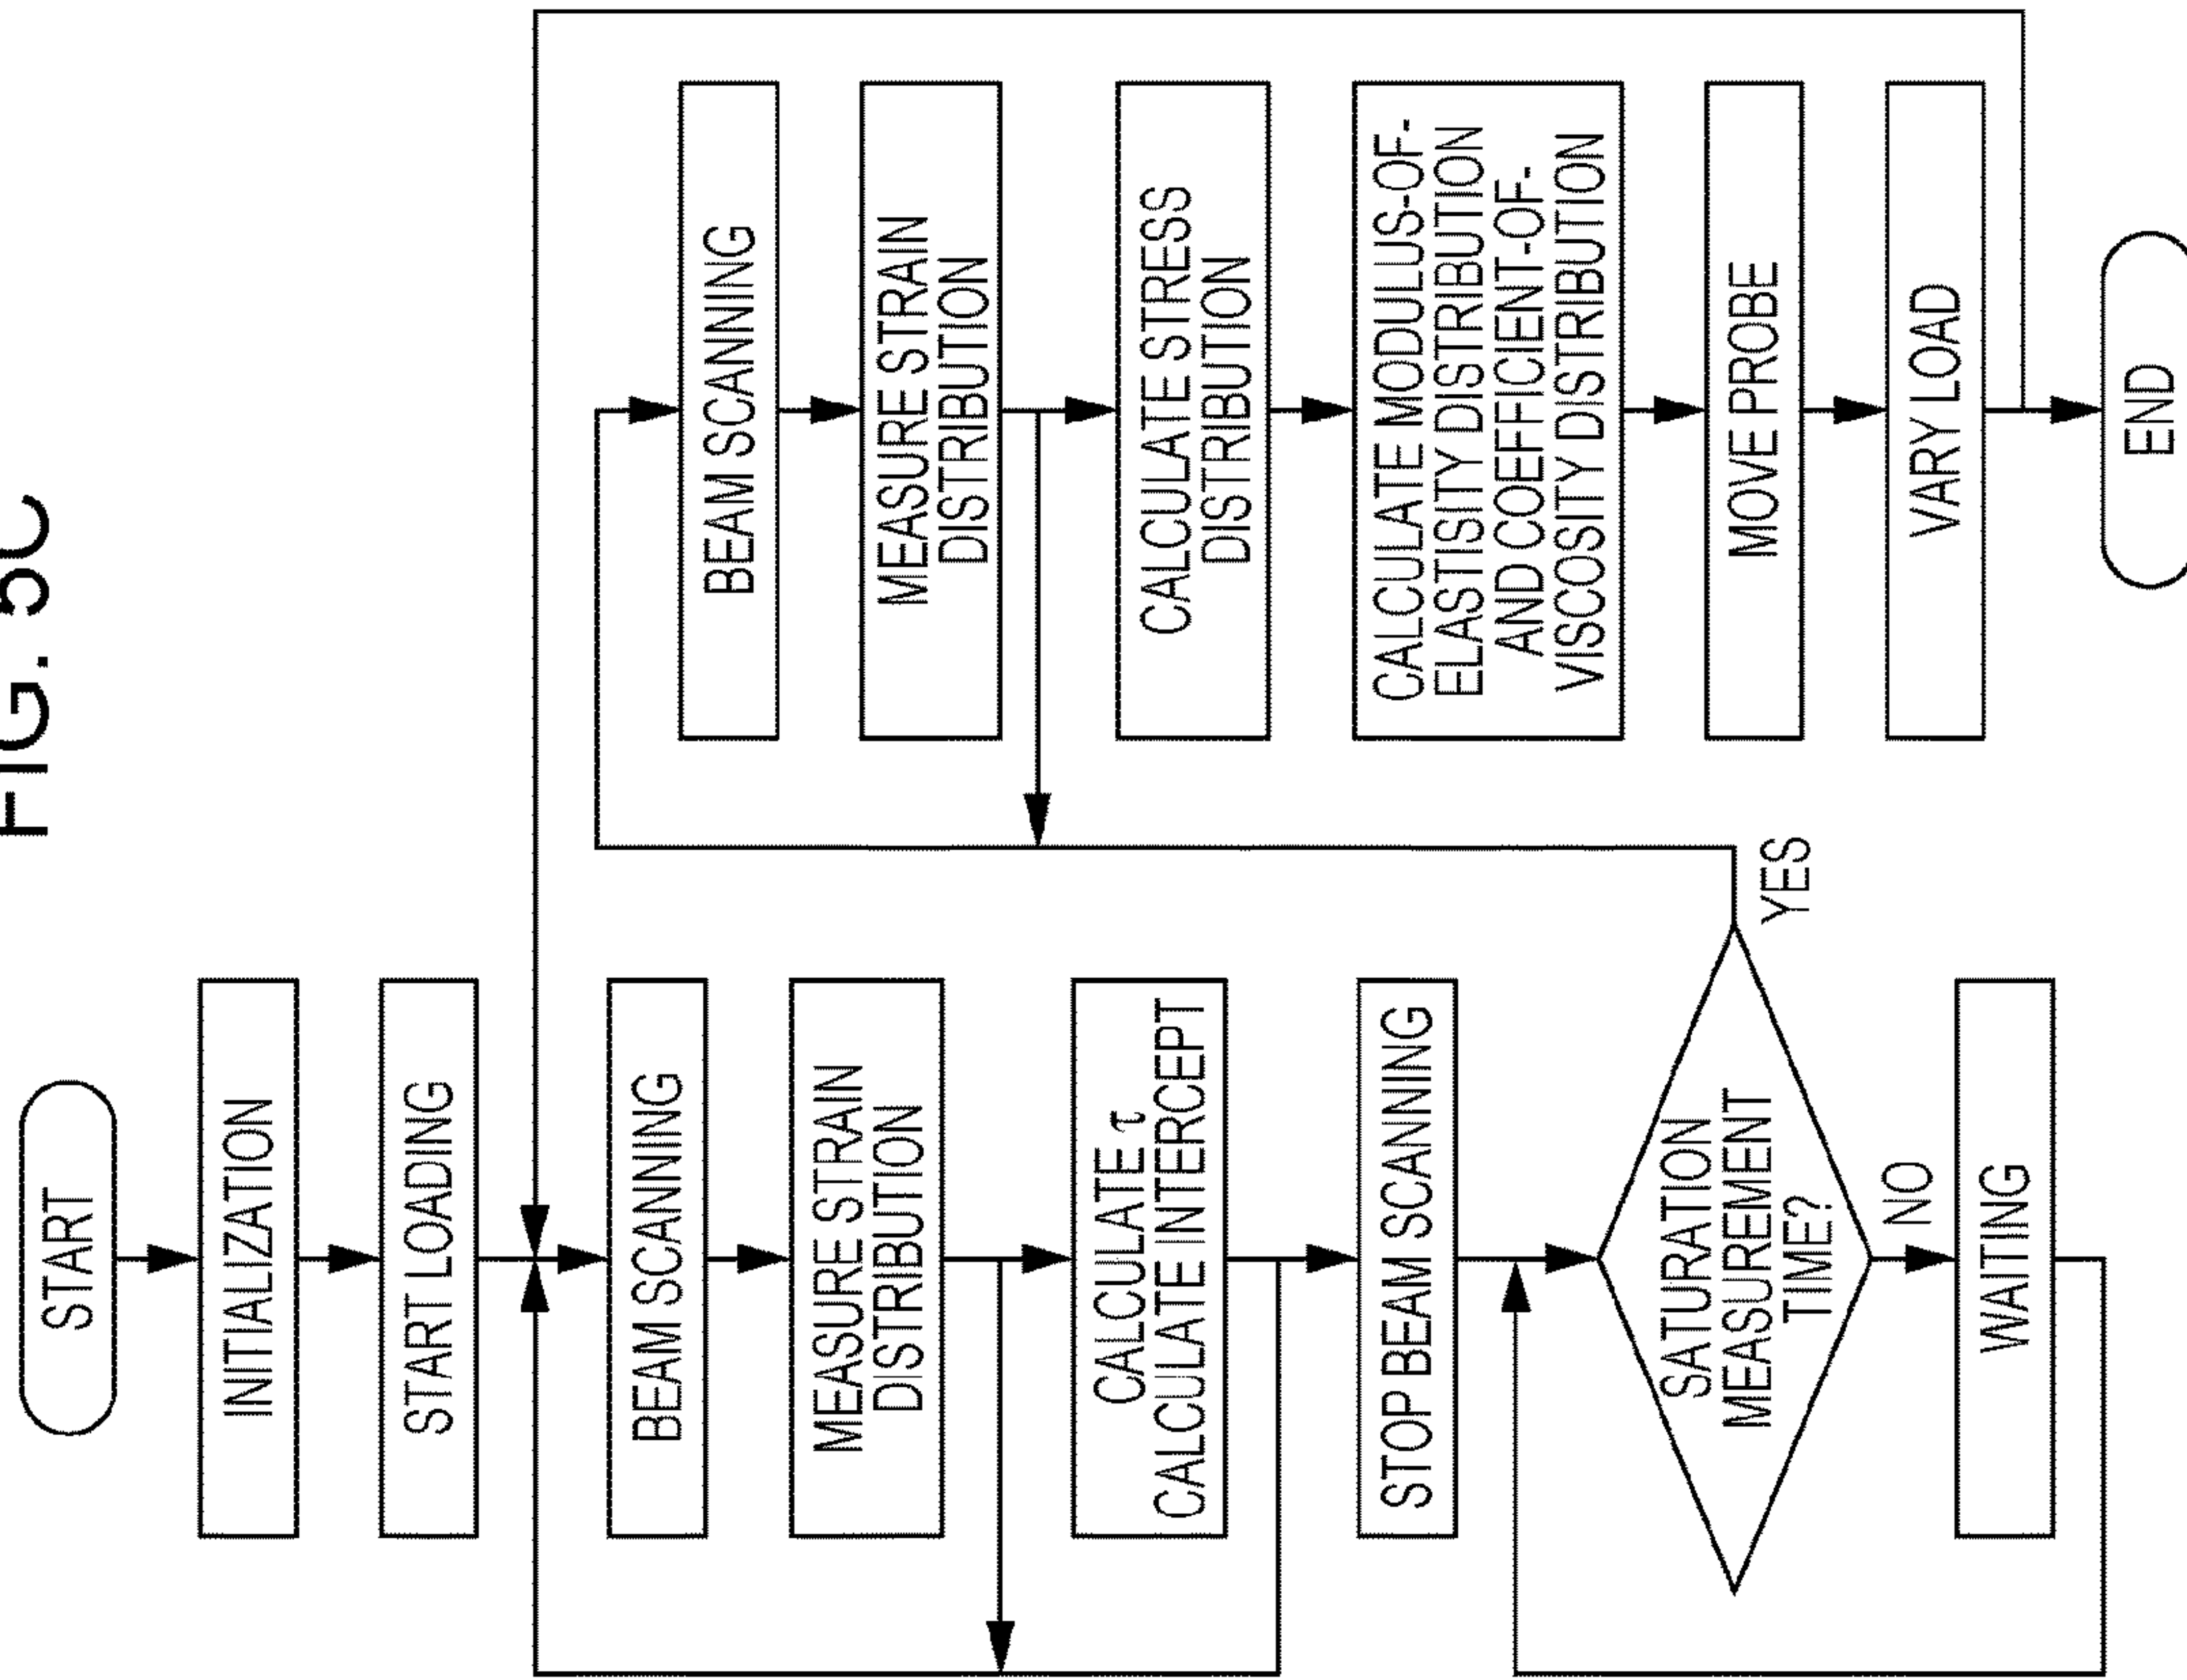 FIG. 5C
START
INITIALIZATION
START LOADING
BEAM SCANNING
MEASURE STRAIN
DISTRIBUTION
CALCULATE τ
CALCULATE INTERCEPT
STOP BEAM SCANNING
SATURATION
MEASUREMENT
TIME?
YES
NO
WAITING
BEAM SCANNING
MEASURE STRAIN
DISTRIBUTION
CALCULATE STRESS
DISTRIBUTION
CALCULATE MODULUS-OF-
ELASTISITY DISTRIBUTION
AND COEFFICIENT-OF-
VISCOSITY DISTRIBUTION
MOVE PROBE
VARY LOAD
END